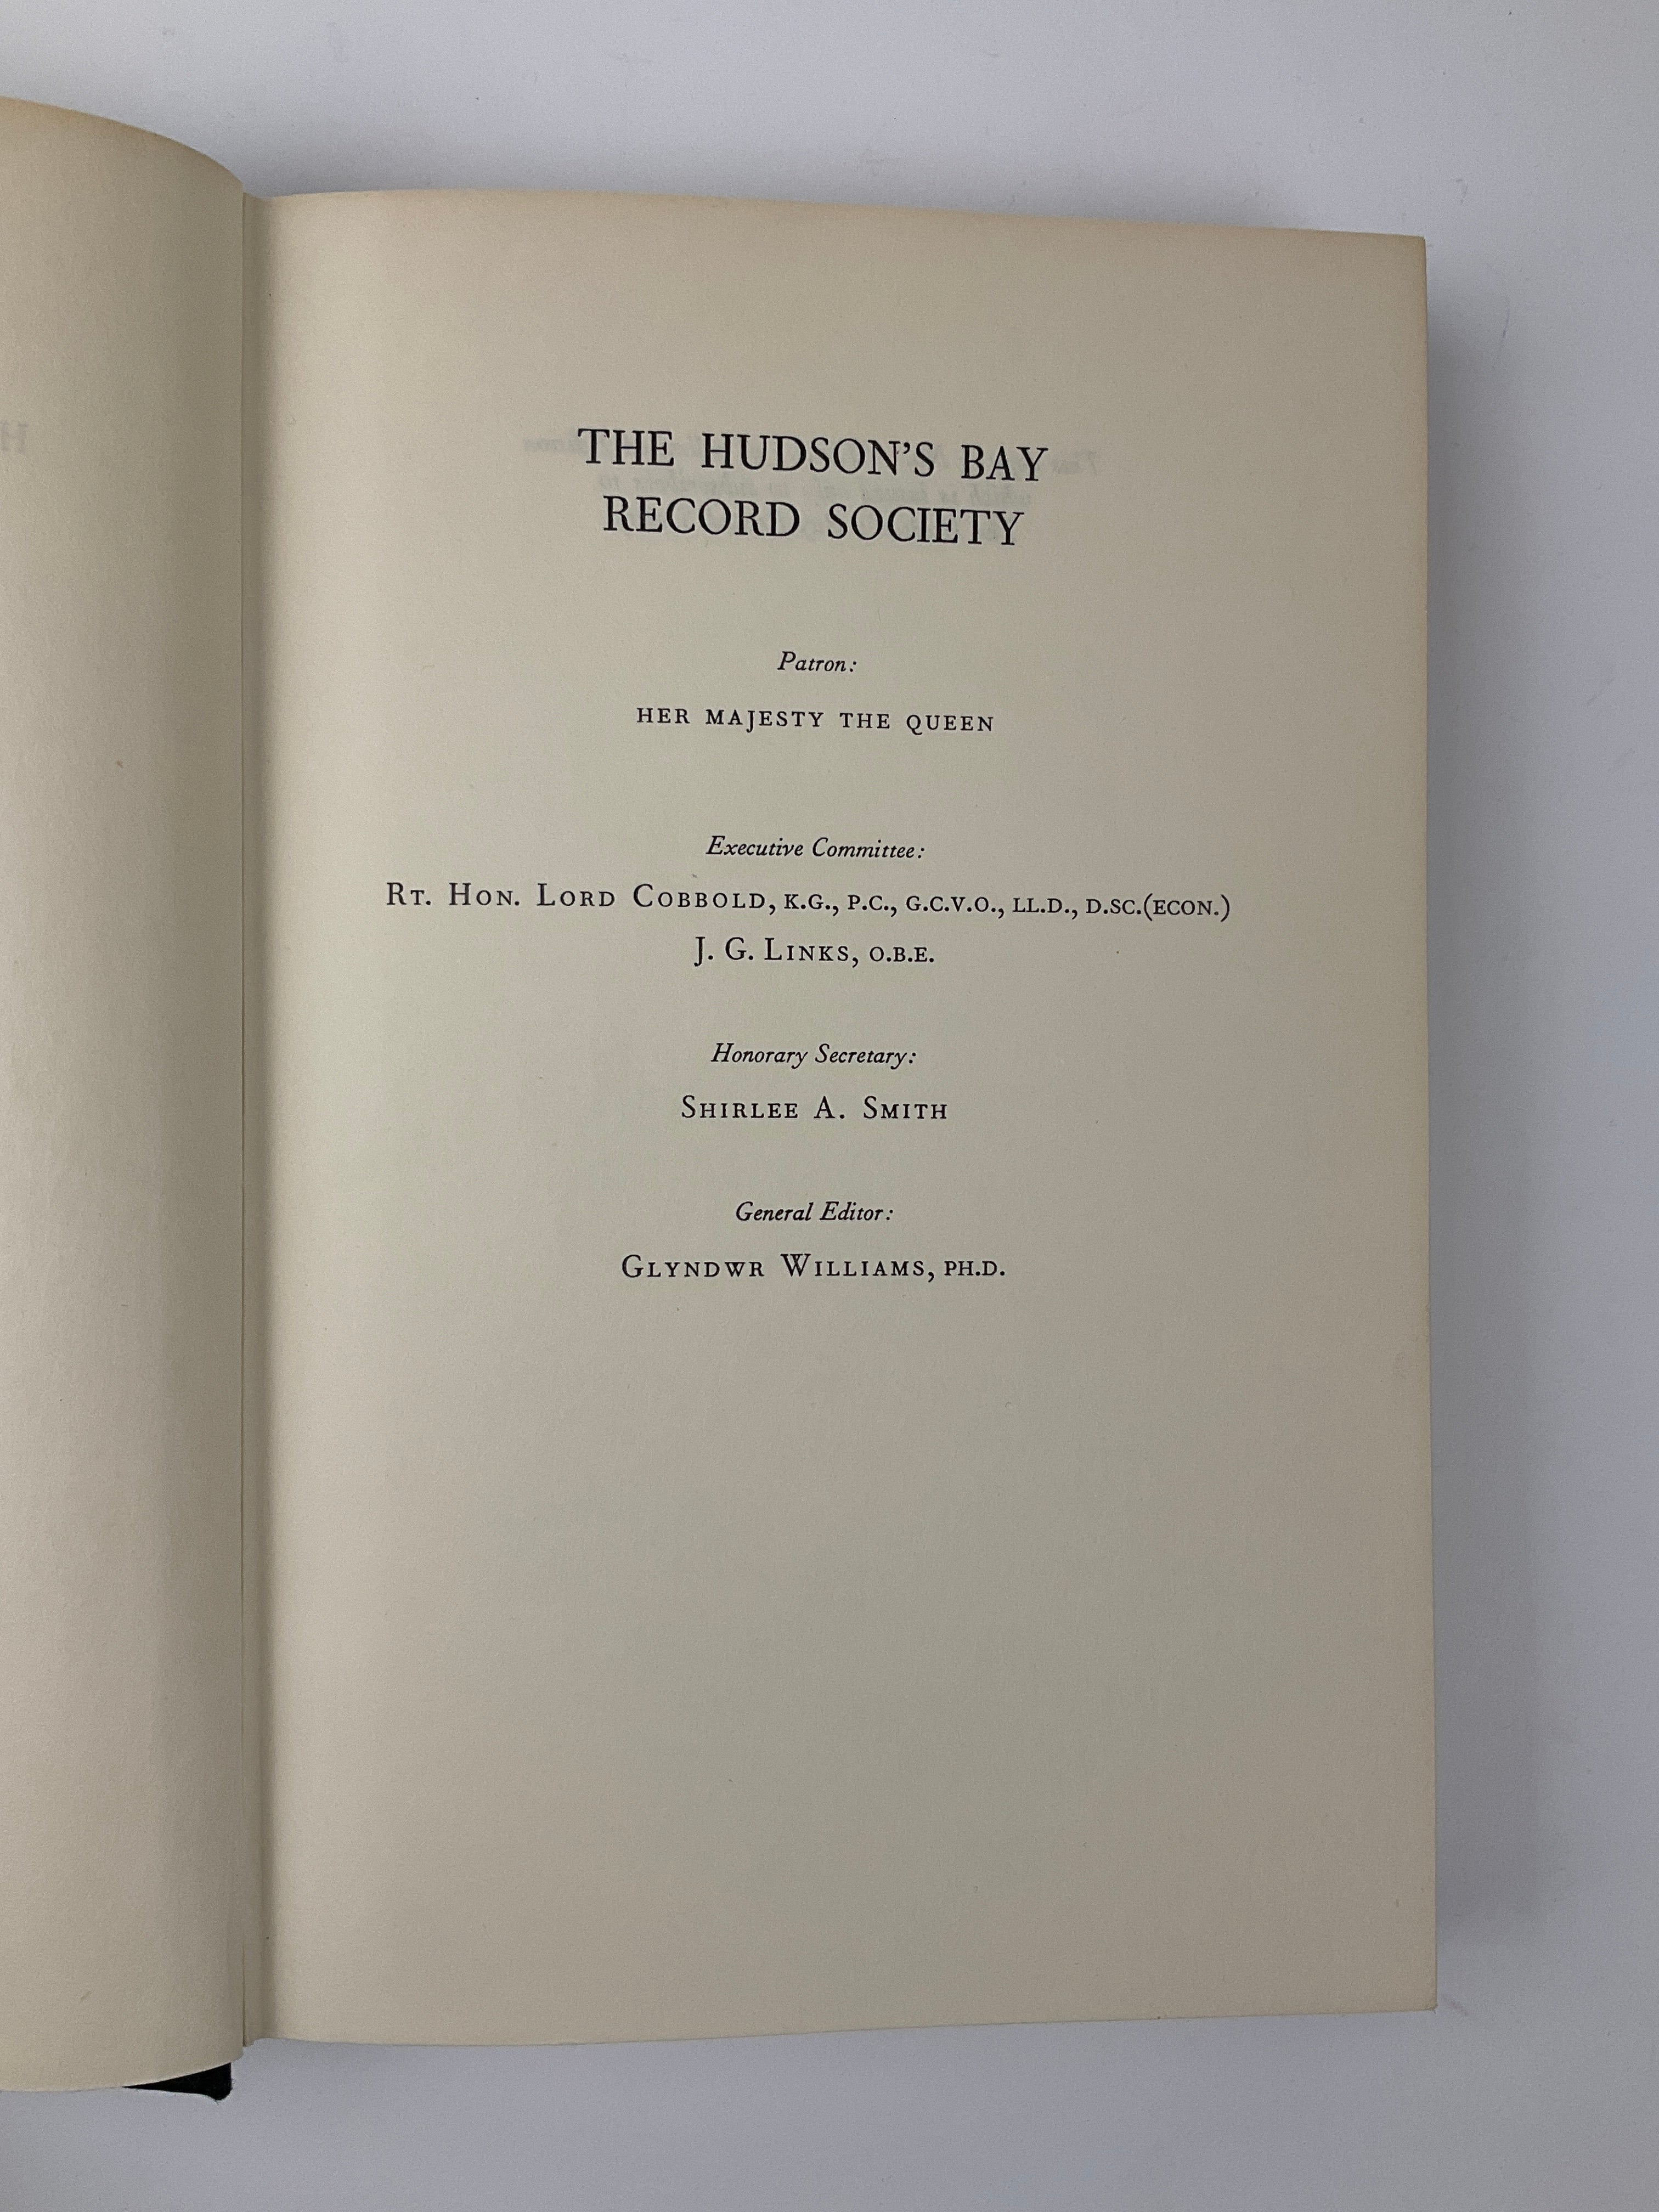 THE HUDSON'S BAY
RECORD SOCIETY
Patron:
HER MAJESTY THE QUEEN
Executive Committee:
RT. HON. LORD COBBOLD, K.G., P.C., G.C.V.O., LL.D., D.SC.(ECON.)
J. G. LINKS, O.B.E.
Honorary Secretary:
SHIRLEE A. SMITH
General Editor:
GLYNDWR WILLIAMS, PH.D.